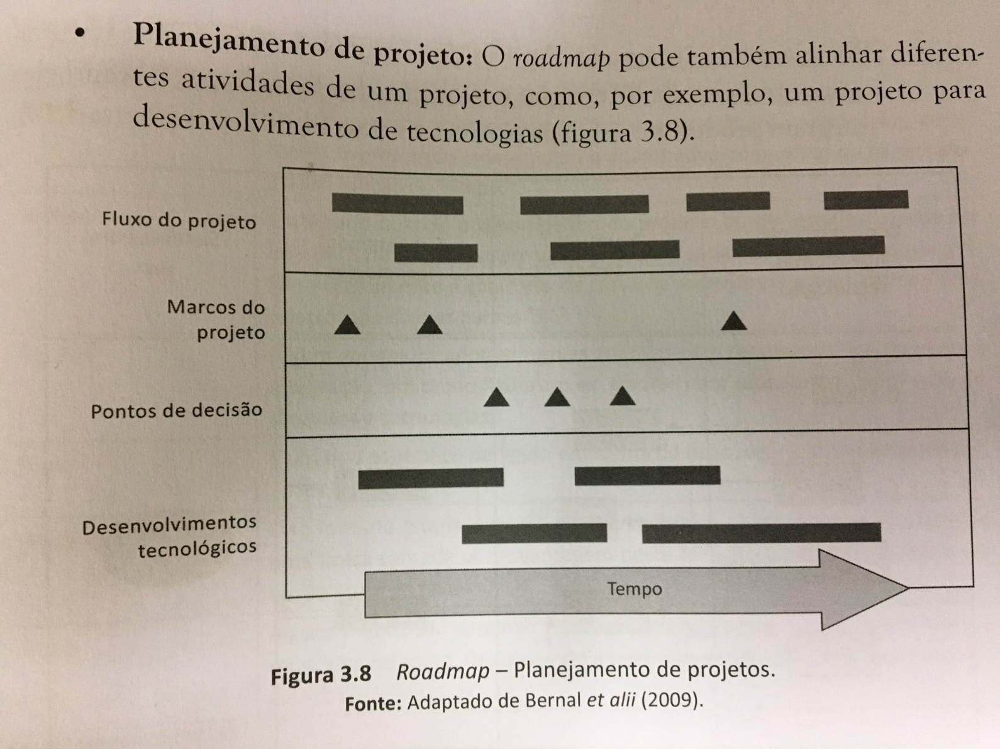 • Planejamento de projeto: O roadmap pode também alinhar diferen-
tes atividades de um projeto, como, por exemplo, um projeto para
desenvolvimento de tecnologias (figura 3.8).
Fluxo do projeto
Marcos do
projeto
Pontos de decisão
Desenvolvimentos
tecnológicos
Tempo
Figura 3.8 Roadmap – Planejamento de projetos.
Fonte: Adaptado de Bernal et alii (2009).